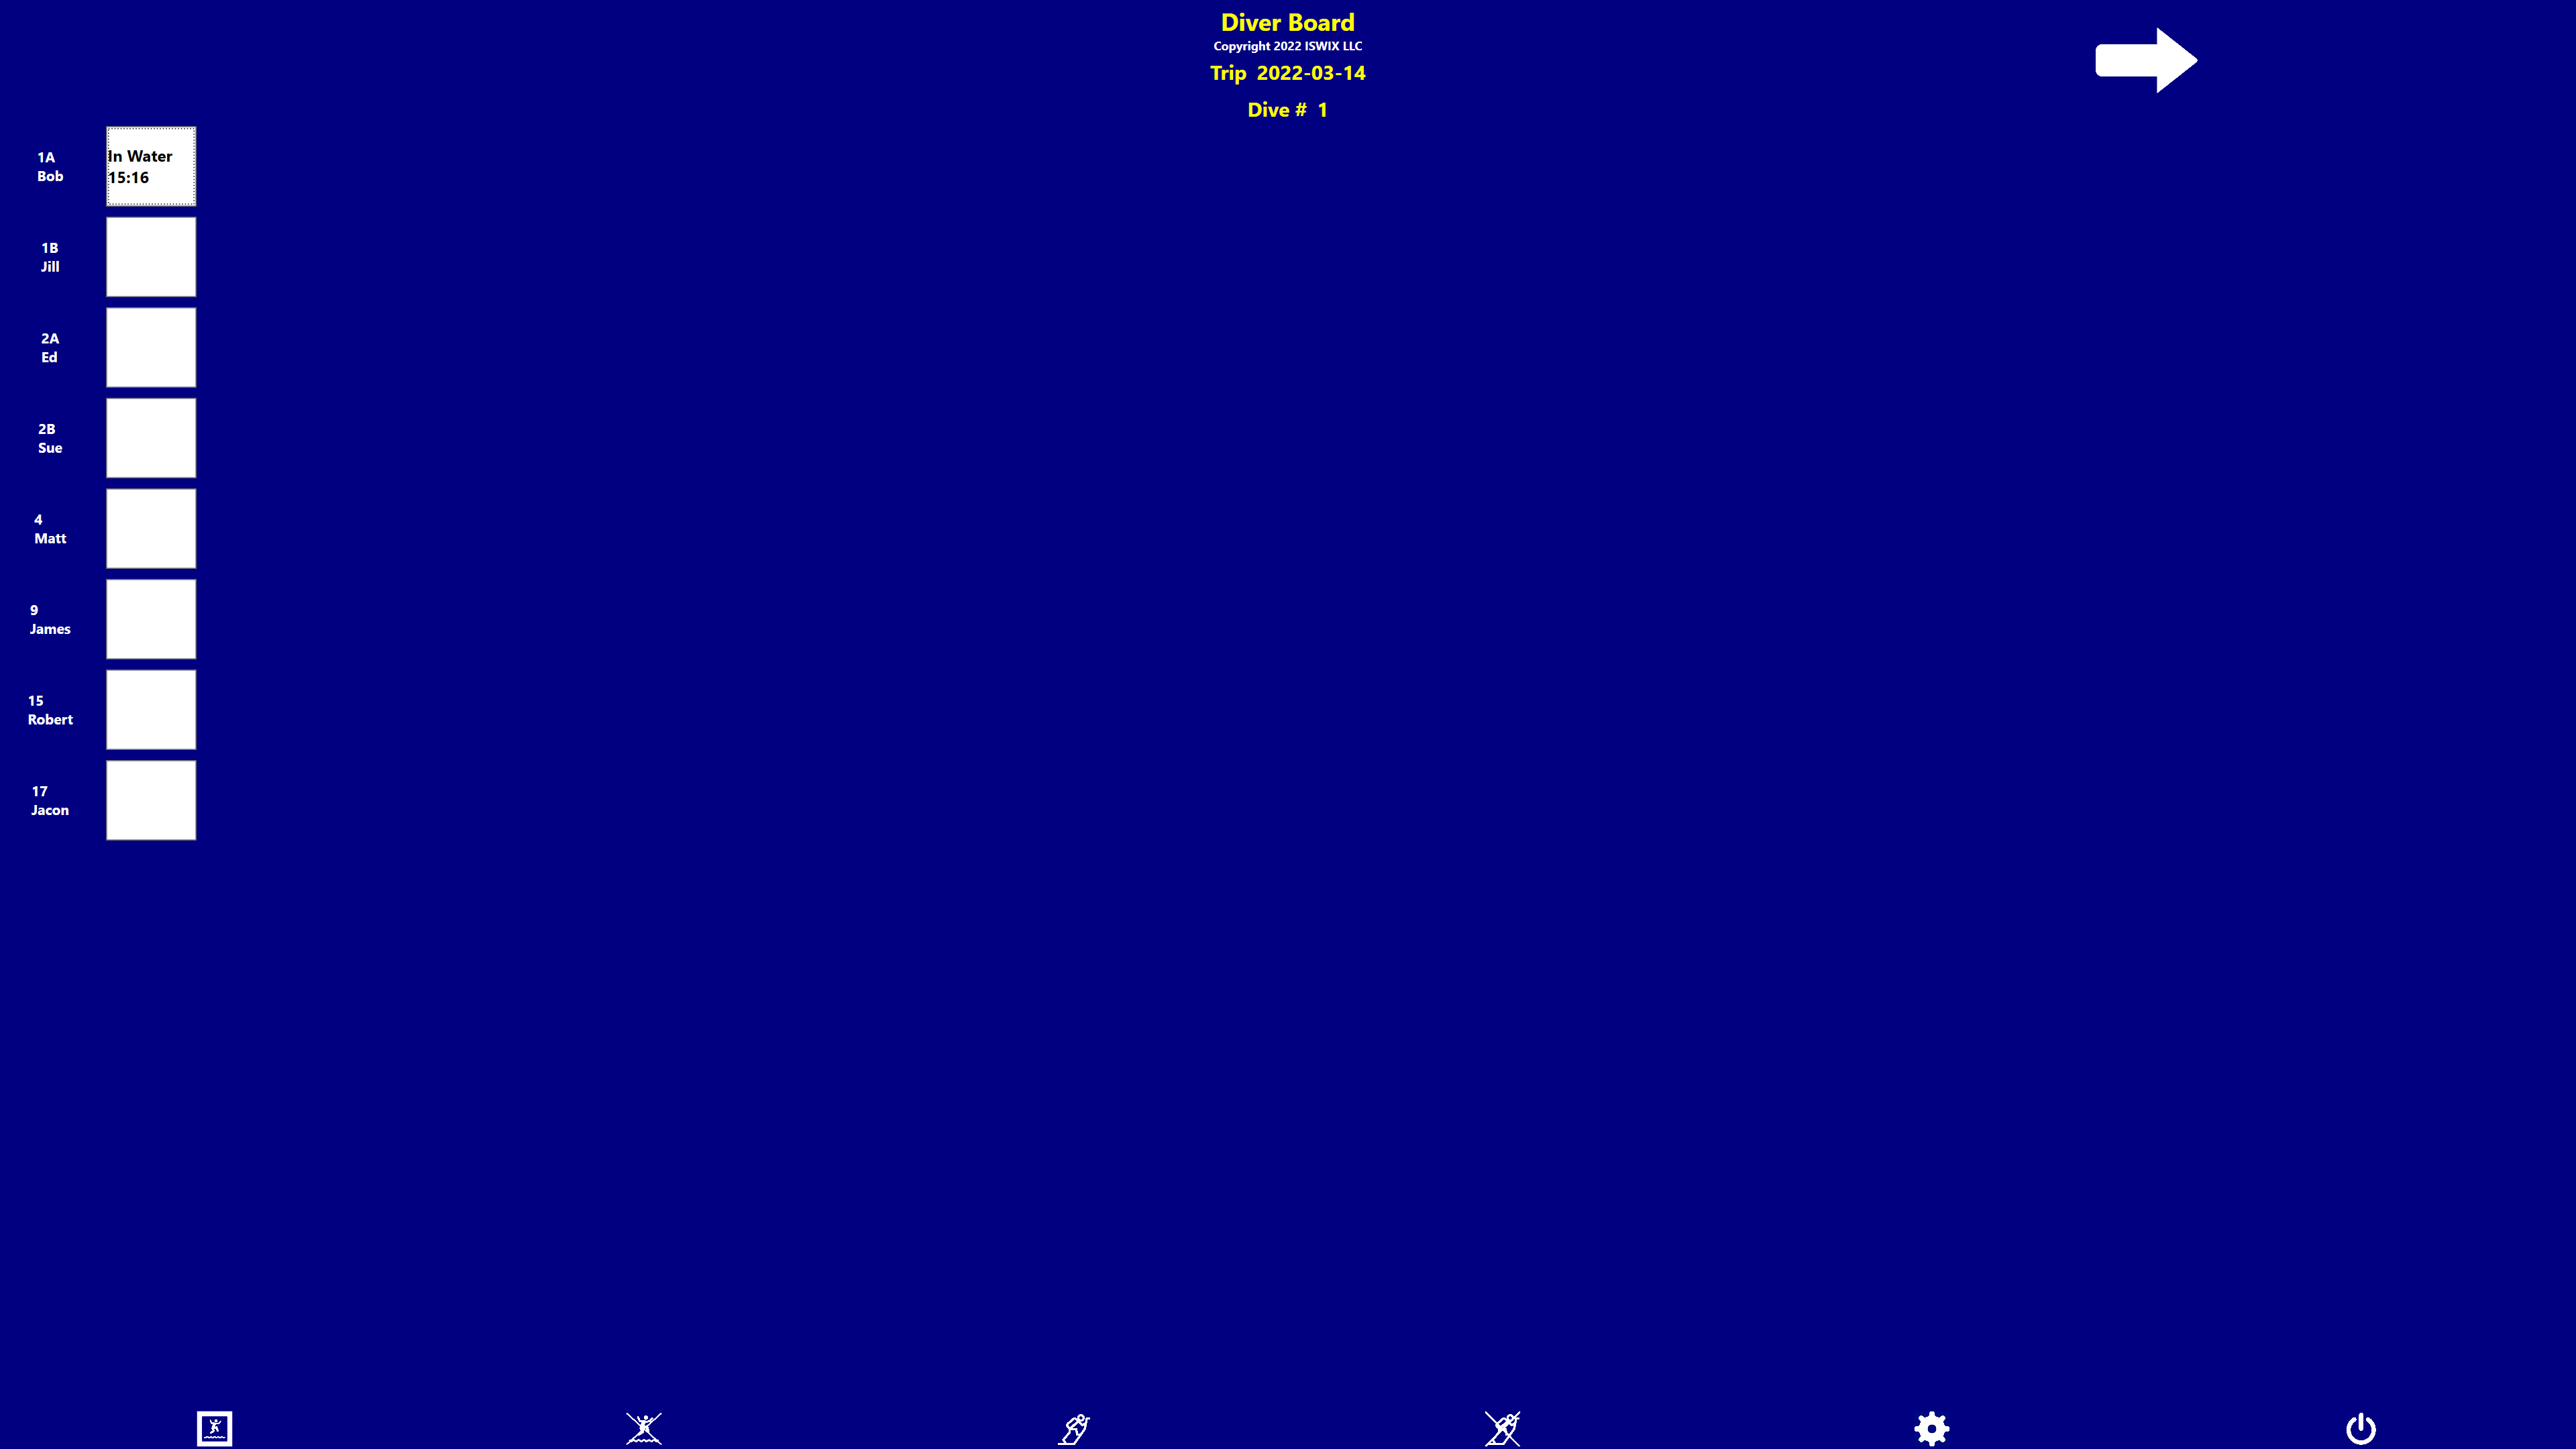 Diver Board
Copyright 2022 ISWIX LLC
Trip 2022-03-14
Dive # 1
1A
Bob
In Water
15:16
1B
Jill
2A
Ed
2B
Sue
4
Matt
9
James
15
Robert
17
Jacon